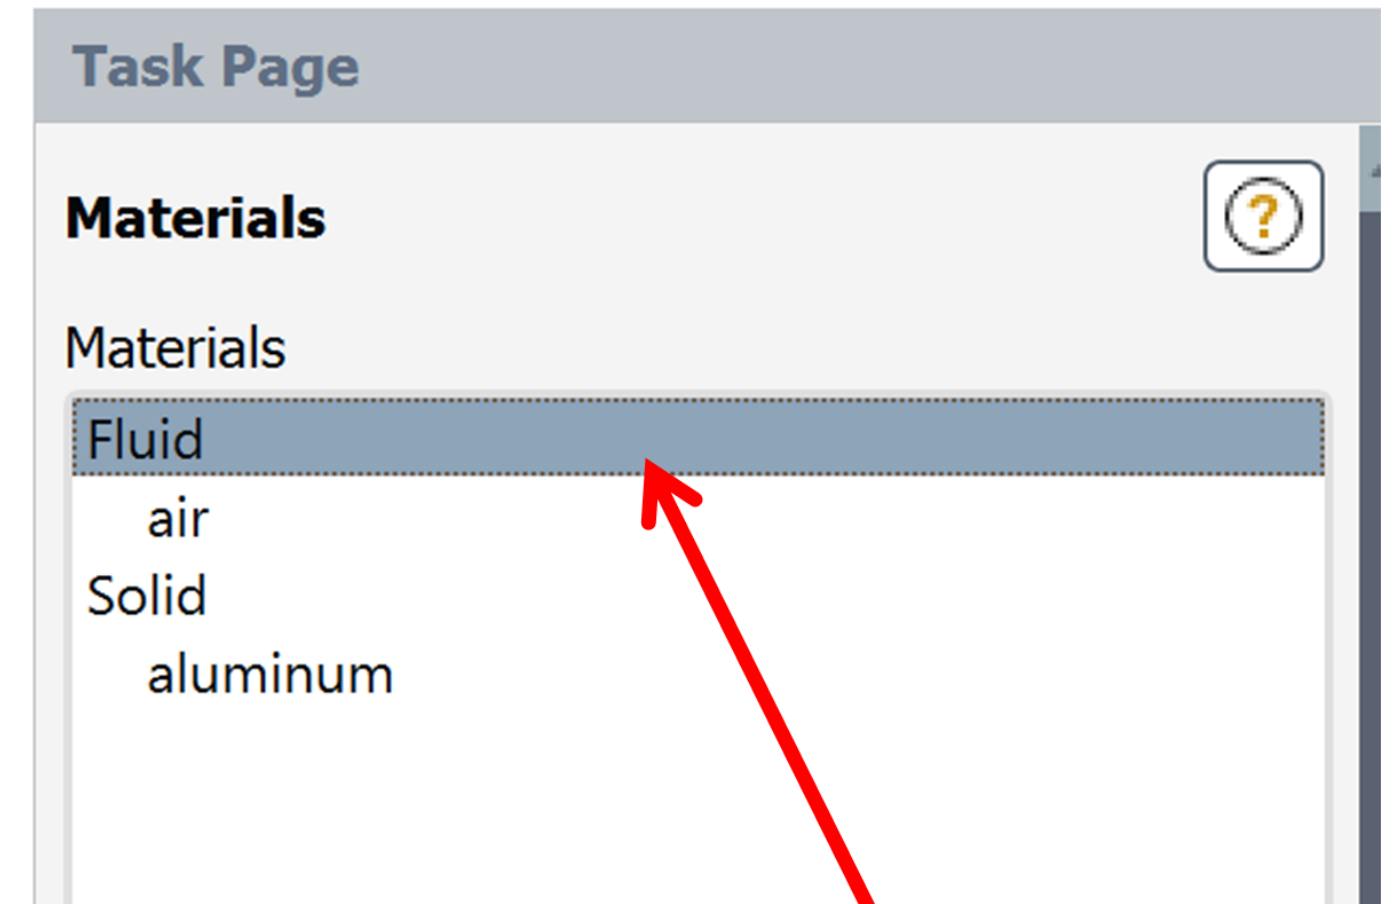 Task Page
Materials
?
Materials
Fluid
air
Solid
aluminum